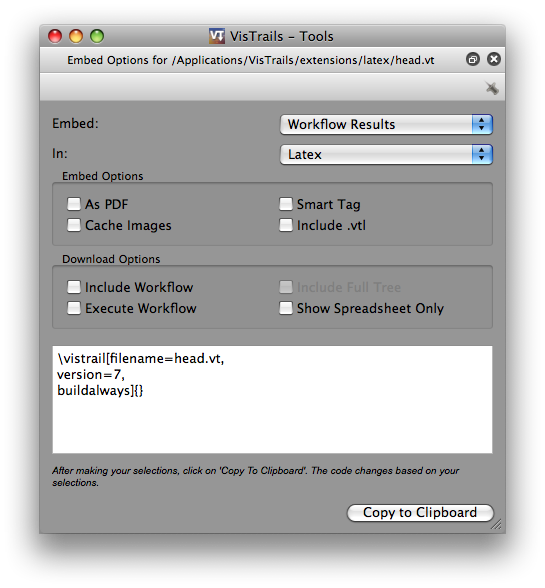 VisTrails - Tools
Embed Options for /Applications/VisTrails/extensions/latex/head.vt
Embed: Workflow Results
In: Latex
Embed Options
As PDF Smart Tag
Cache Images Include .vtl
Download Options
Include Workflow Include Full Tree
Execute Workflow Show Spreadsheet Only
\vistrail[filename=head.vt,
version=7,
buildalways]{}
After making your selections, click on 'Copy To Clipboard'. The code changes based on your
selections.
Copy to Clipboard